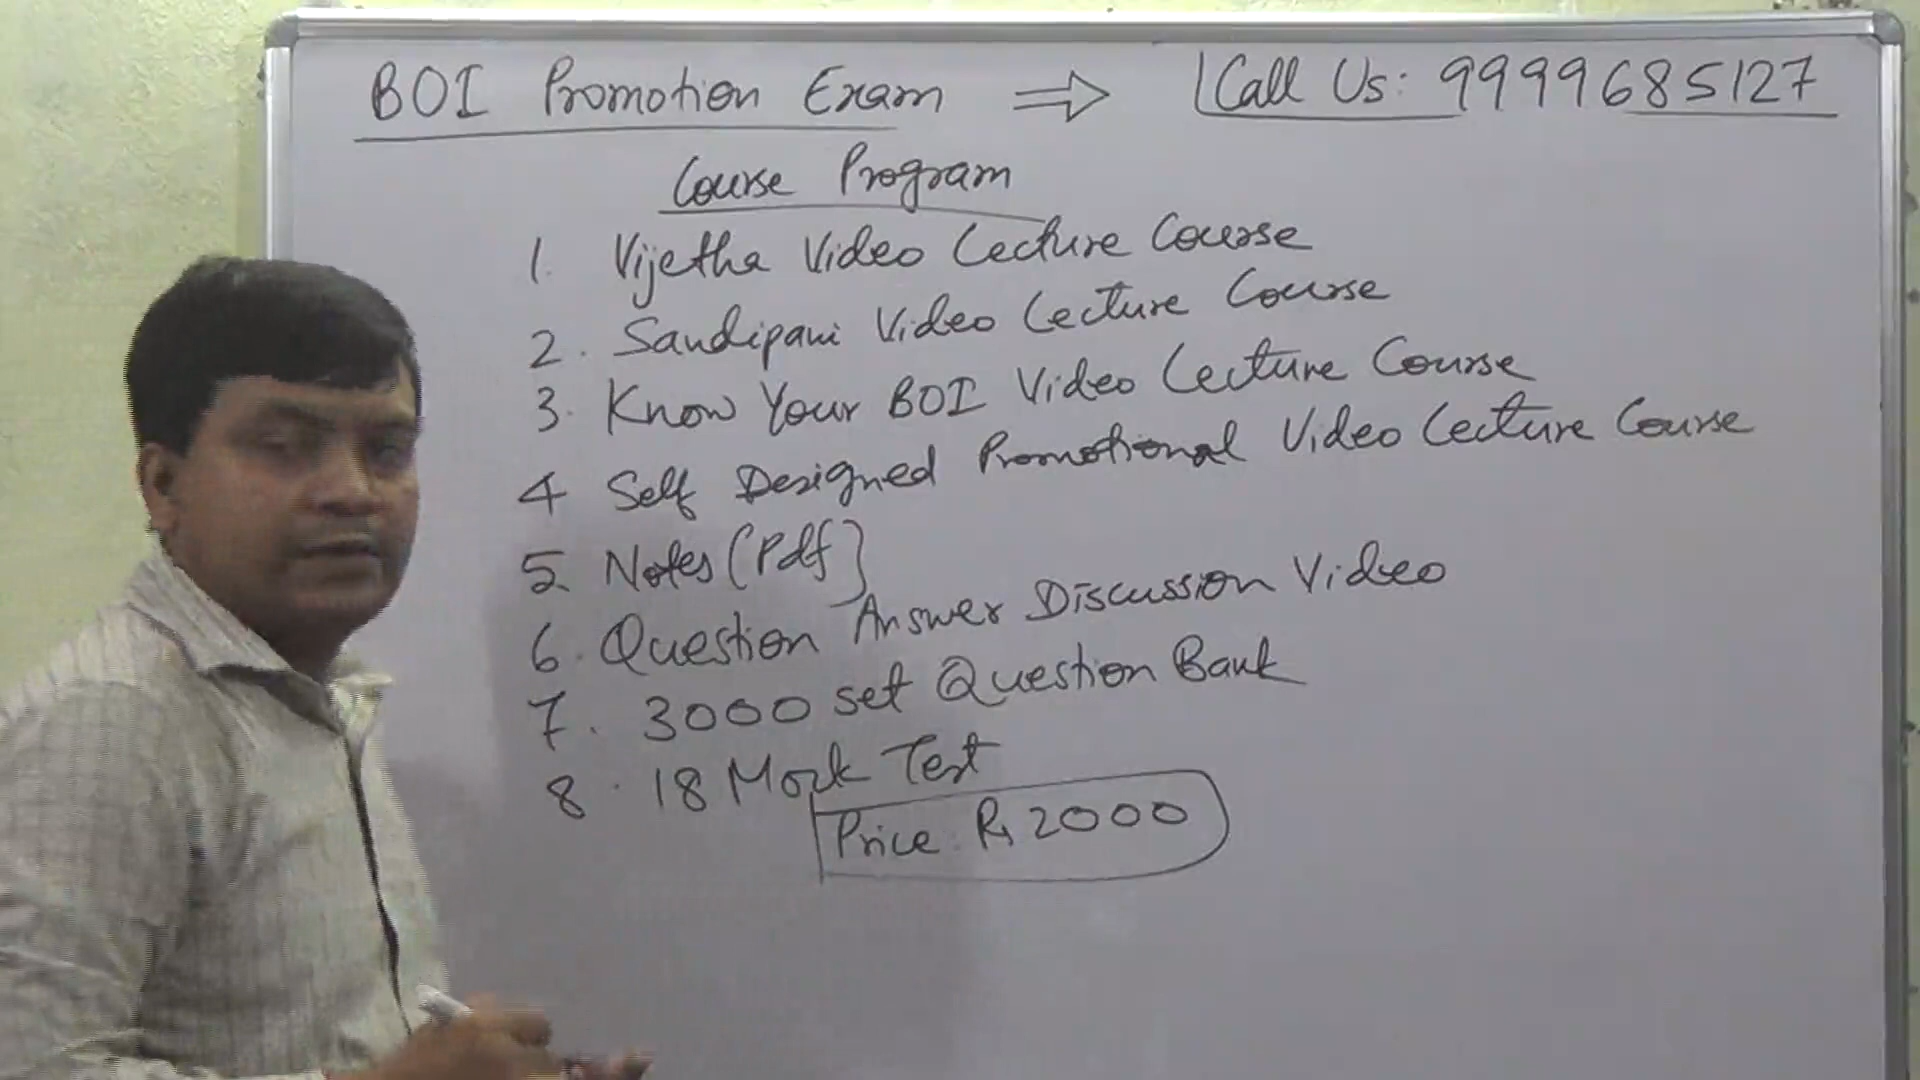 BOI Promotion Exam ⇒ Call Us: 9999685127
Course Program
1. Vijetha Video Lecture Course
2. Sandipani Video Lecture Course
3. Know Your BOI Video Lecture Course
4 Self Designed Promotional Video Lecture Course
5. Notes (Pdf)
6. Question Answer Discussion Video
7. 3000 set Question Bank
8. 18 Mock Test
Price: Rs 2000